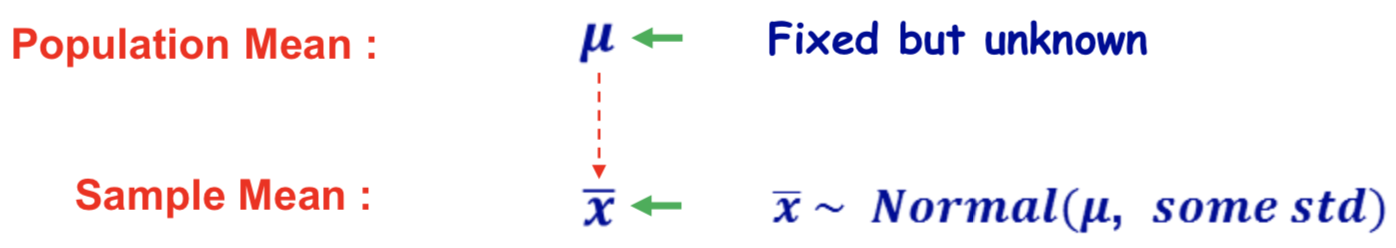 Population Mean : μ Fixed but unknown
Sample Mean : x̅ x̅ ~ Normal(μ, some std)